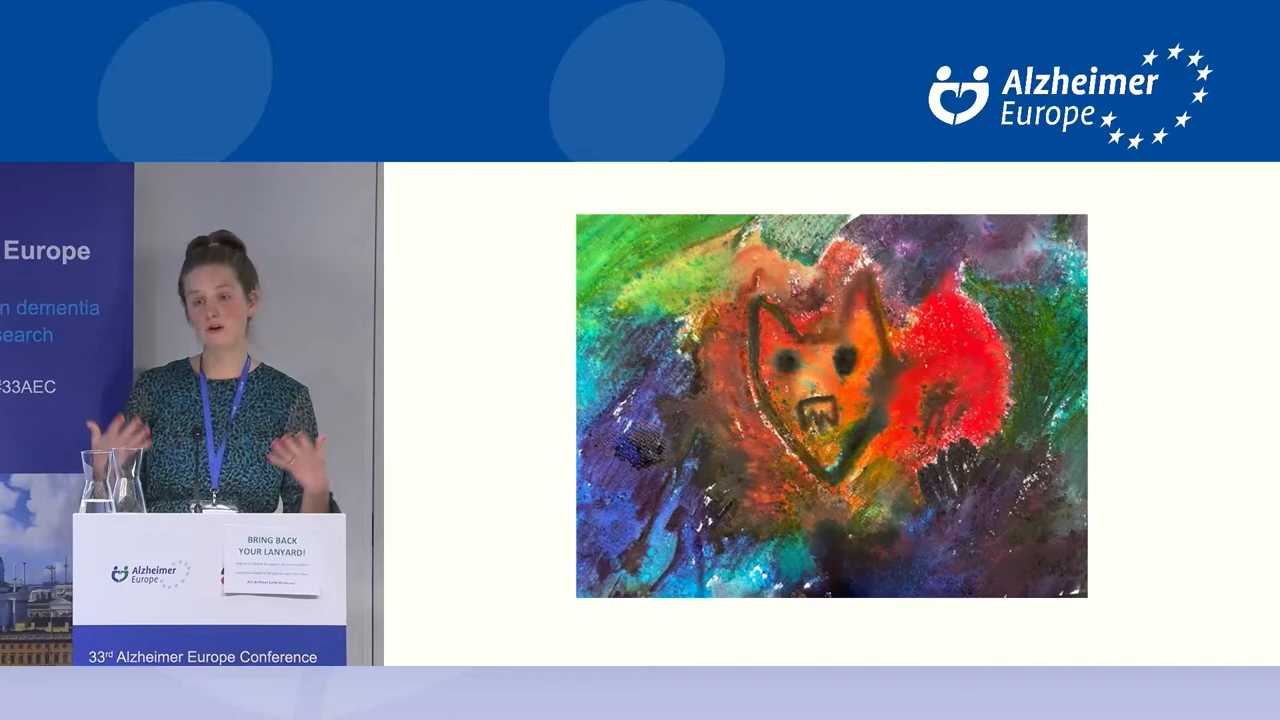 Alzheimer
Europe
Europe
n dementia
search
#33AEC
BRING BACK
YOUR LANYARD!
Alzheimer
Europe
33rd Alzheimer Europe Conference